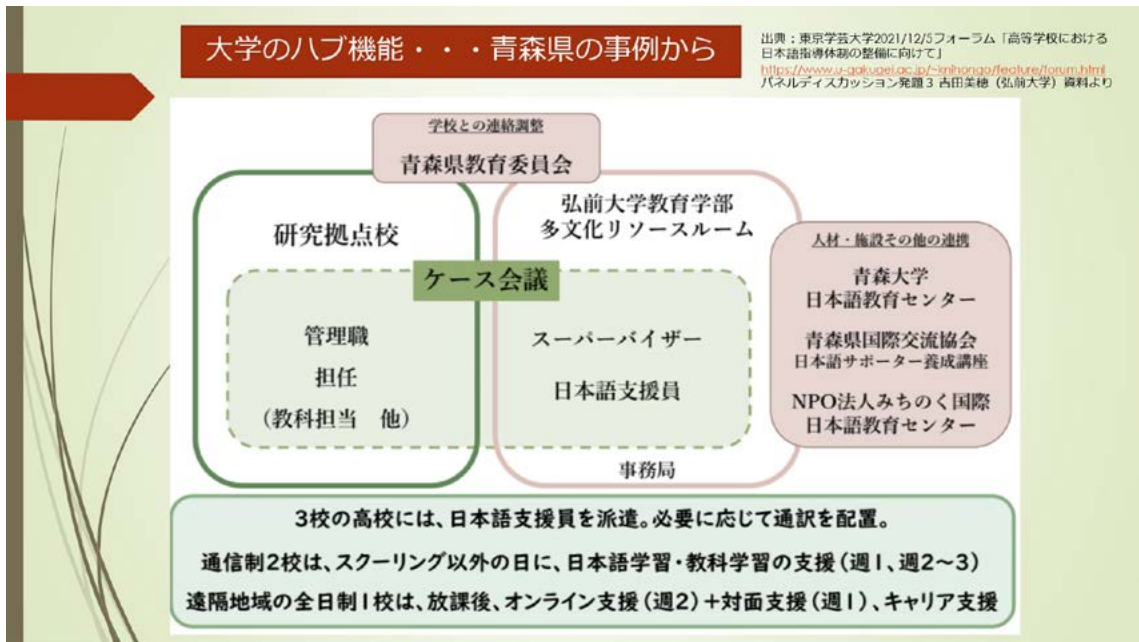 大学のハブ機能・・・青森県の事例から
出典：東京学芸大学2021/12/5フォーラム「高等学校における
日本語指導体制の整備に向けて」
https://www.u-gakugei.ac.jp/~knihongo/feature/forum.html
パネルディスカッション発題3 吉田美穂（弘前大学）資料より
学校との連絡調整
青森県教育委員会
研究拠点校
弘前大学教育学部
多文化リソースルーム
ケース会議
管理職
担任
（教科担当　他）
スーパーバイザー
日本語支援員
事務局
人材・施設その他の連携
青森大学
日本語教育センター
青森県国際交流協会
日本語サポーター養成講座
NPO法人みちのく国際
日本語教育センター
3校の高校には、日本語支援員を派遣。必要に応じて通訳を配置。
通信制2校は、スクーリング以外の日に、日本語学習・教科学習の支援（週1、週2～3）
遠隔地域の全日制1校は、放課後、オンライン支援（週2）＋対面支援（週1）、キャリア支援